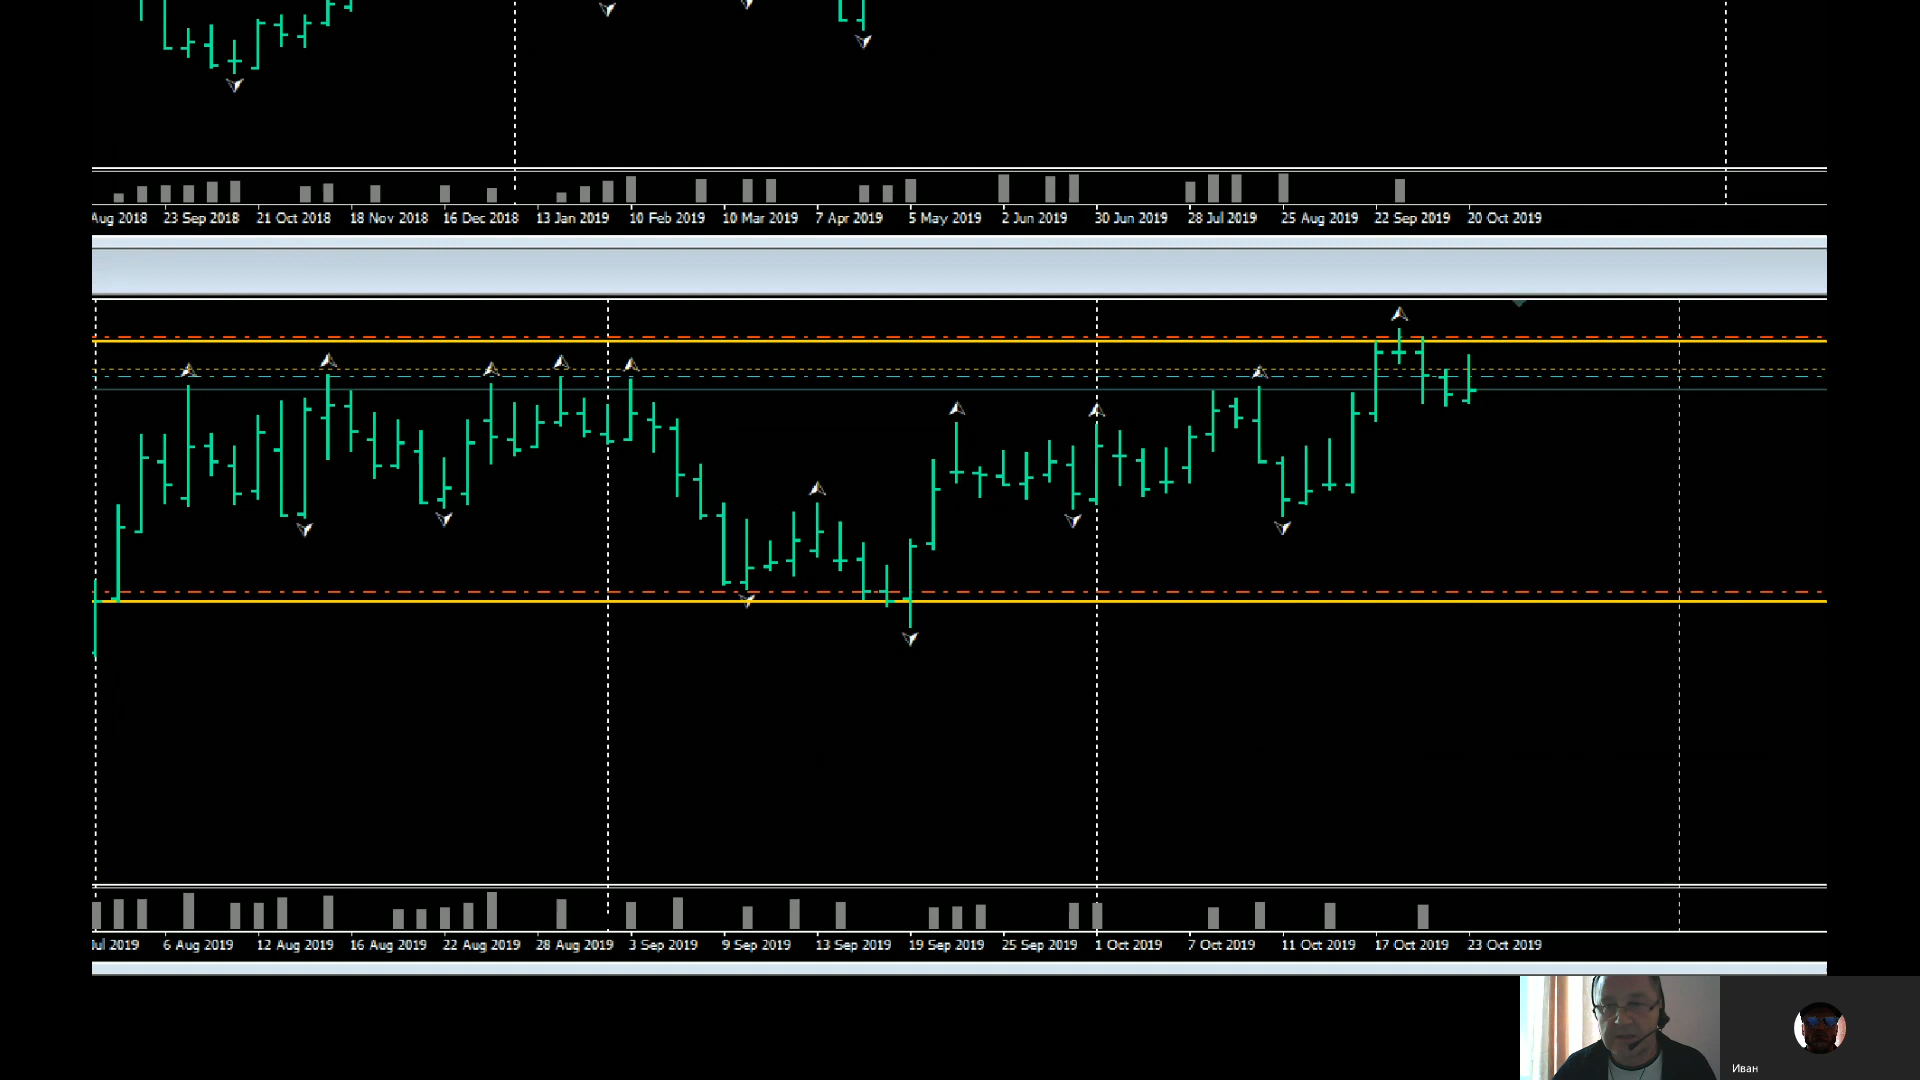 Aug 2018 23 Sep 2018 21 Oct 2018 18 Nov 2018 16 Dec 2018 13 Jan 2019 10 Feb 2019 10 Mar 2019 7 Apr 2019 5 May 2019 2 Jun 2019 30 Jun 2019 28 Jul 2019 25 Aug 2019 22 Sep 2019 20 Oct 2019
Jul 2019 6 Aug 2019 12 Aug 2019 16 Aug 2019 22 Aug 2019 28 Aug 2019 3 Sep 2019 9 Sep 2019 13 Sep 2019 19 Sep 2019 25 Sep 2019 1 Oct 2019 7 Oct 2019 11 Oct 2019 17 Oct 2019 23 Oct 2019
Иван